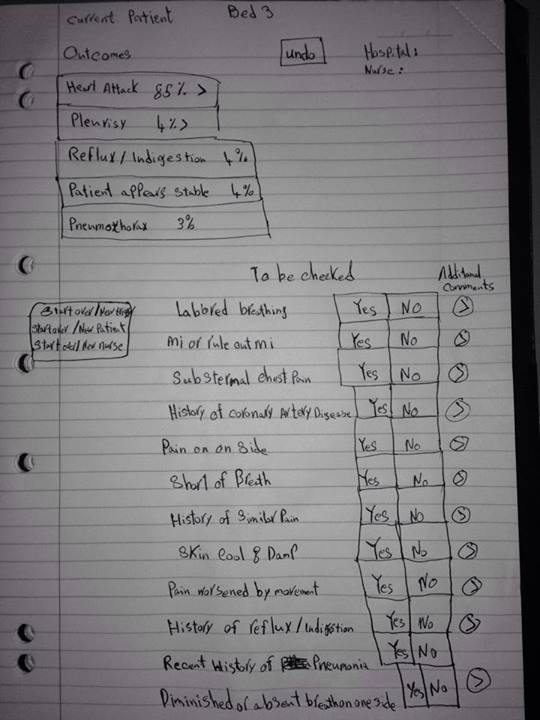 Current Patient Bed 3
Outcomes undo Hospital:
Nurse:
Heart Attack 85% >
Pleurisy 4% >
Reflux / Indigestion 4%
Patient appears stable 4%
Pneumothorax 3%
To be checked Additional
comments
Labored breathing Yes NO
Start over/New
Startover /New Patient
Start over/New nurse
Mi or rule out mi Yes No
Substernal chest Pain Yes No
History of coronary Artery Disease Yes No
Pain on on Side Yes No
Short of Breath Yes No
History of Similar Pain Yes No
Skin Cool & Damp Yes No
Pain worsened by movement Yes No
History of reflux / Indigestion Yes No
Recent History of Pneumonia Yes No
Diminished or absent breath on one side Yes No >